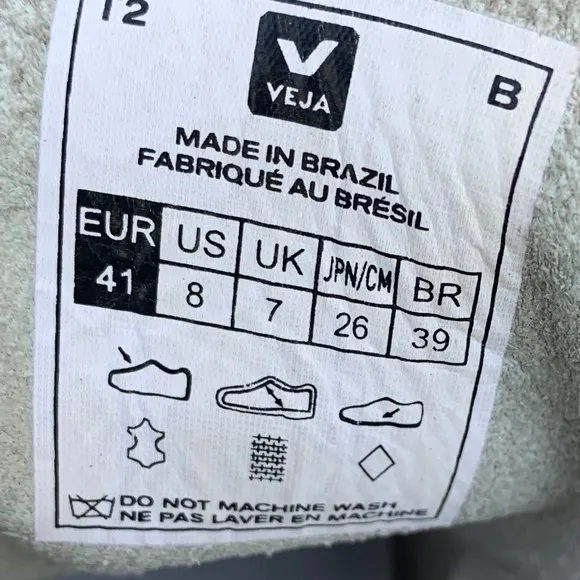 12
B
V
VEJA
MADE IN BRAZIL
FABRIQUÉ AU BRÉSIL
EUR US UK JPN/CM BR
41 8 7 26 39
DO NOT MACHINE WASH
NE PAS LAVER EN MACHINE